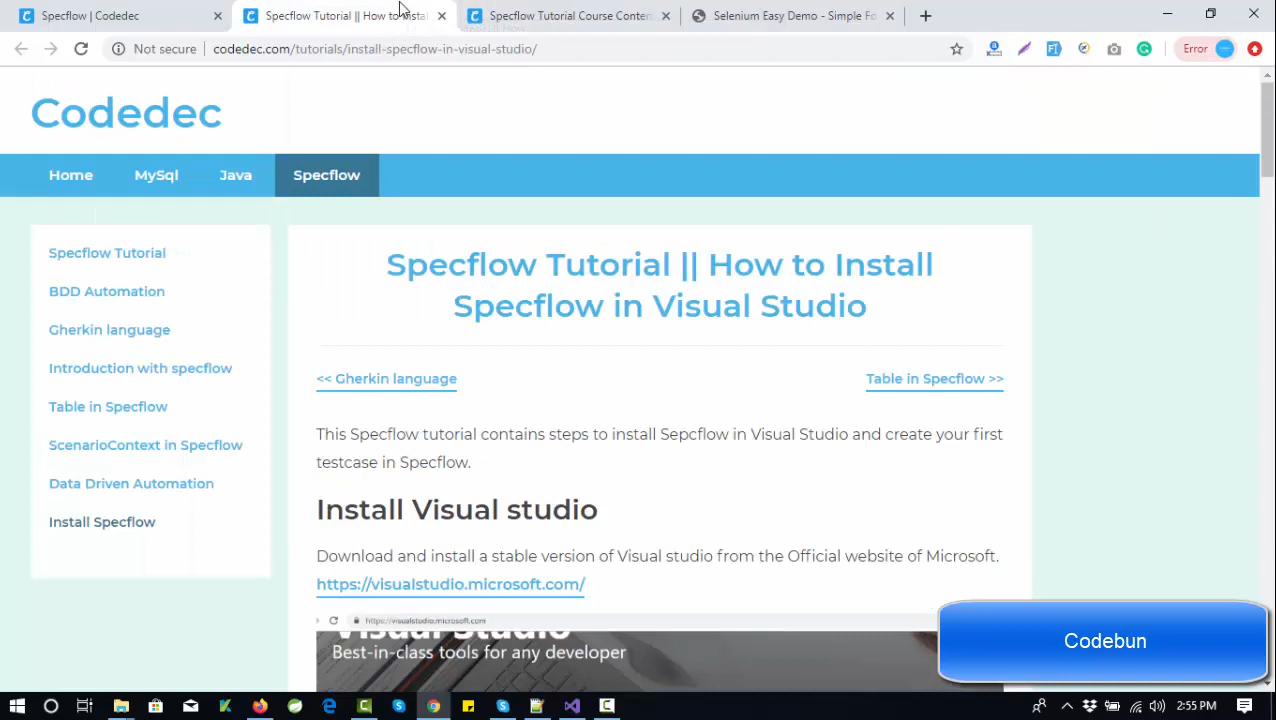 Specflow | Codedec
Specflow Tutorial || How to Instal
Specflow Tutorial Course Conten
Selenium Easy Demo - Simple Fo
Not secure
codedec.com/tutorials/install-specflow-in-visual-studio/
Error
Codedec
Home
MySql
Java
Specflow
Specflow Tutorial
BDD Automation
Gherkin language
Introduction with specflow
Table in Specflow
ScenarioContext in Specflow
Data Driven Automation
Install Specflow
Specflow Tutorial || How to Install
Specflow in Visual Studio
<< Gherkin language
Table in Specflow >>
This Specflow tutorial contains steps to install Sepcflow in Visual Studio and create your first
testcase in Specflow.
Install Visual studio
Download and install a stable version of Visual studio from the Official website of Microsoft.
https://visualstudio.microsoft.com/
https://visualstudio.microsoft.com
Visual Studio
Best-in-class tools for any developer
Codebun
2:55 PM